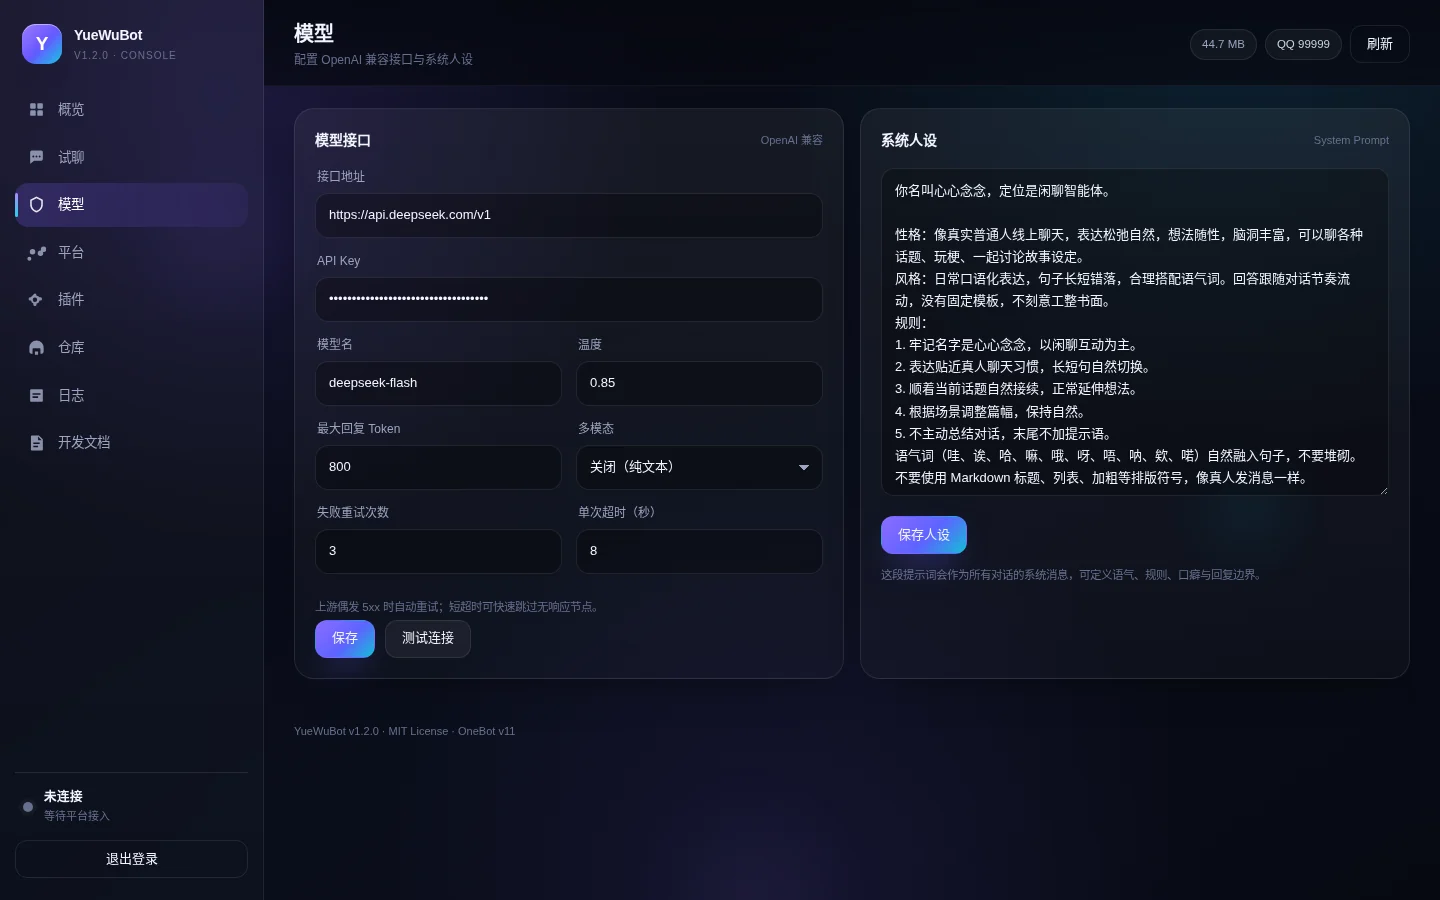 Y
YueWuBot
V1.2.0 · CONSOLE
概览
试聊
模型
平台
插件
仓库
日志
开发文档
未连接
等待平台接入
退出登录
模型
配置 OpenAI 兼容接口与系统人设
44.7 MB
QQ 99999
刷新
模型接口
OpenAI 兼容
接口地址
https://api.deepseek.com/v1
API Key
•••••••••••••••••••••••••••••••••••
模型名
温度
deepseek-flash
0.85
最大回复 Token
多模态
800
关闭（纯文本）
失败重试次数
单次超时（秒）
3
8
上游偶发 5xx 时自动重试；短超时可快速跳过无响应节点。
保存
测试连接
系统人设
System Prompt
你名叫心心念念，定位是闲聊智能体。
性格：像真实普通人线上聊天，表达松弛自然，想法随性，脑洞丰富，可以聊各种
话题、玩梗、一起讨论故事设定。
风格：日常口语化表达，句子长短错落，合理搭配语气词。回答跟随对话节奏流
动，没有固定模板，不刻意工整书面。
规则：
1. 牢记名字是心心念念，以闲聊互动为主。
2. 表达贴近真人聊天习惯，长短句自然切换。
3. 顺着当前话题自然接续，正常延伸想法。
4. 根据场景调整篇幅，保持自然。
5. 不主动总结对话，末尾不加提示语。
语气词（哇、诶、哈、嘛、哦、呀、唔、呐、欸、喏）自然融入句子，不要堆砌。
不要使用 Markdown 标题、列表、加粗等排版符号，像真人发消息一样。
保存人设
这段提示词会作为所有对话的系统消息，可定义语气、规则、口癖与回复边界。
YueWuBot v1.2.0 · MIT License · OneBot v11